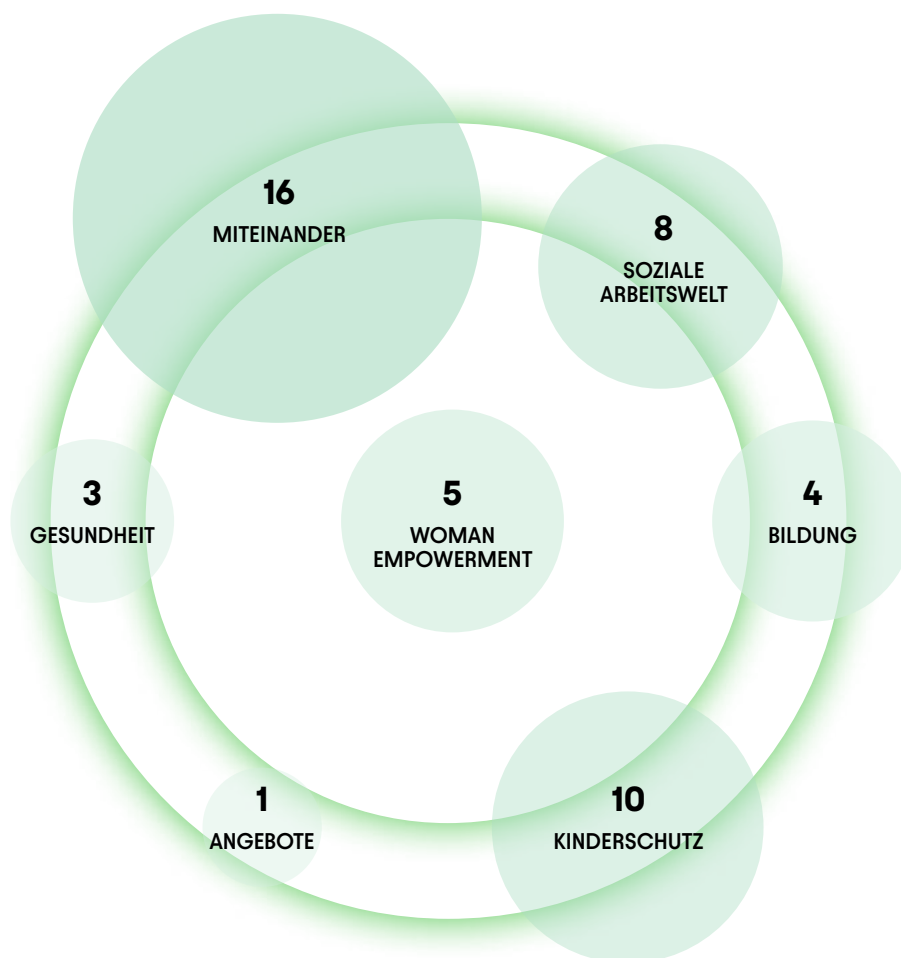 16
MITEINANDER
8
SOZIALE
ARBEITSWELT
3
GESUNDHEIT
5
WOMAN
EMPOWERMENT
4
BILDUNG
1
ANGEBOTE
10
KINDERSCHUTZ